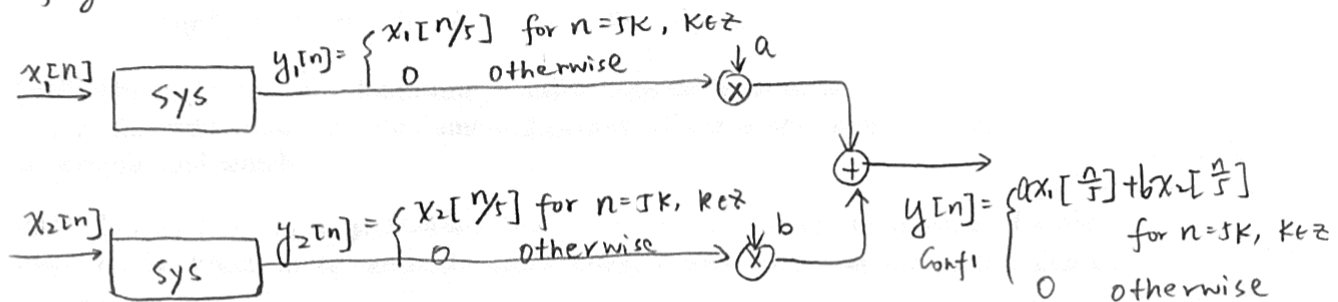 x₁[n]
sys
y₁[n] = { x₁[n/5] for n=5k, k∈z
0 otherwise
a
x
+
x₂[n]
sys
y₂[n] = { x₂[n/5] for n=5k, k∈z
0 otherwise
b
x
y[n] = { ax₁[n/5]+bx₂[n/5]
conf1
for n=5k, k∈z
0 otherwise